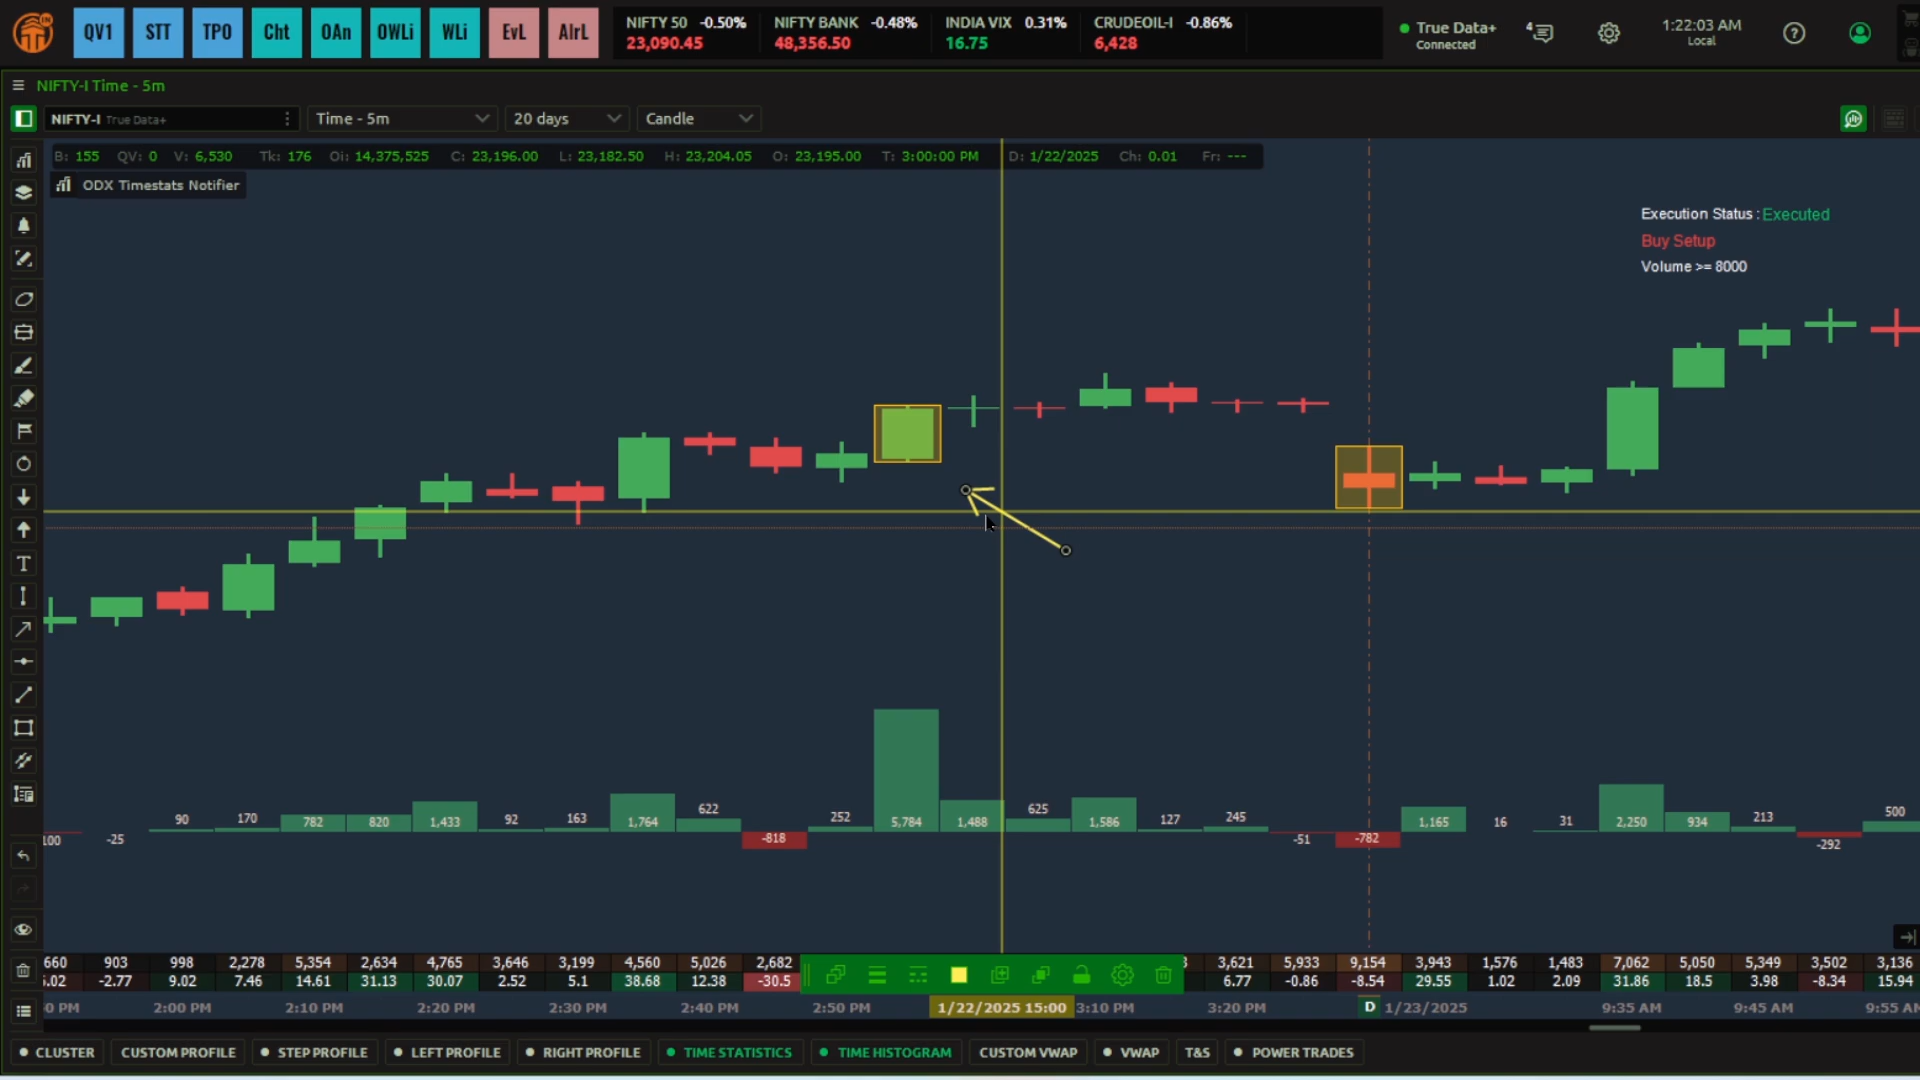 QV1 STT TPO Cht OAn OWLi WLi EvL AlrL
NIFTY 50 -0.50% NIFTY BANK -0.48% INDIA VIX 0.31% CRUDEOIL-I -0.86%
23,090.45 48,356.50 16.75 6,428
True Data+
Connected
4
1:22:03 AM
Local
NIFTY-I Time - 5m
NIFTY-I True Data+ Time - 5m 20 days Candle
B: 155 QV: 0 V: 6,530 Tk: 176 Oi: 14,375,525 C: 23,196.00 L: 23,182.50 H: 23,204.05 O: 23,195.00 T: 3:00:00 PM D: 1/22/2025 Ch: 0.01 Fr: ---
ODX Timestats Notifier
Execution Status : Executed
Buy Setup
Volume >= 8000
100 -25 90 170 782 820 1,433 92 163 1,764 622 -818 252 5,784 1,488 625 1,586 127 245 -51 -782 1,165 16 31 2,250 934 213 -292 500
660 903 998 2,278 5,354 2,634 4,765 3,646 3,199 4,560 5,026 2,682 3 3,621 5,933 9,154 3,943 1,576 1,483 7,062 5,050 5,349 3,502 3,136
.02 -2.77 9.02 7.46 14.61 31.13 30.07 2.52 5.1 38.68 12.38 -30.5 6.77 -0.86 -8.54 29.55 1.02 2.09 31.86 18.5 3.98 -8.34 15.94
0 PM 2:00 PM 2:10 PM 2:20 PM 2:30 PM 2:40 PM 2:50 PM 1/22/2025 15:00 3:10 PM 3:20 PM D 1/23/2025 9:35 AM 9:45 AM 9:55 AM
CLUSTER CUSTOM PROFILE STEP PROFILE LEFT PROFILE RIGHT PROFILE TIME STATISTICS TIME HISTOGRAM CUSTOM VWAP VWAP T&S POWER TRADES